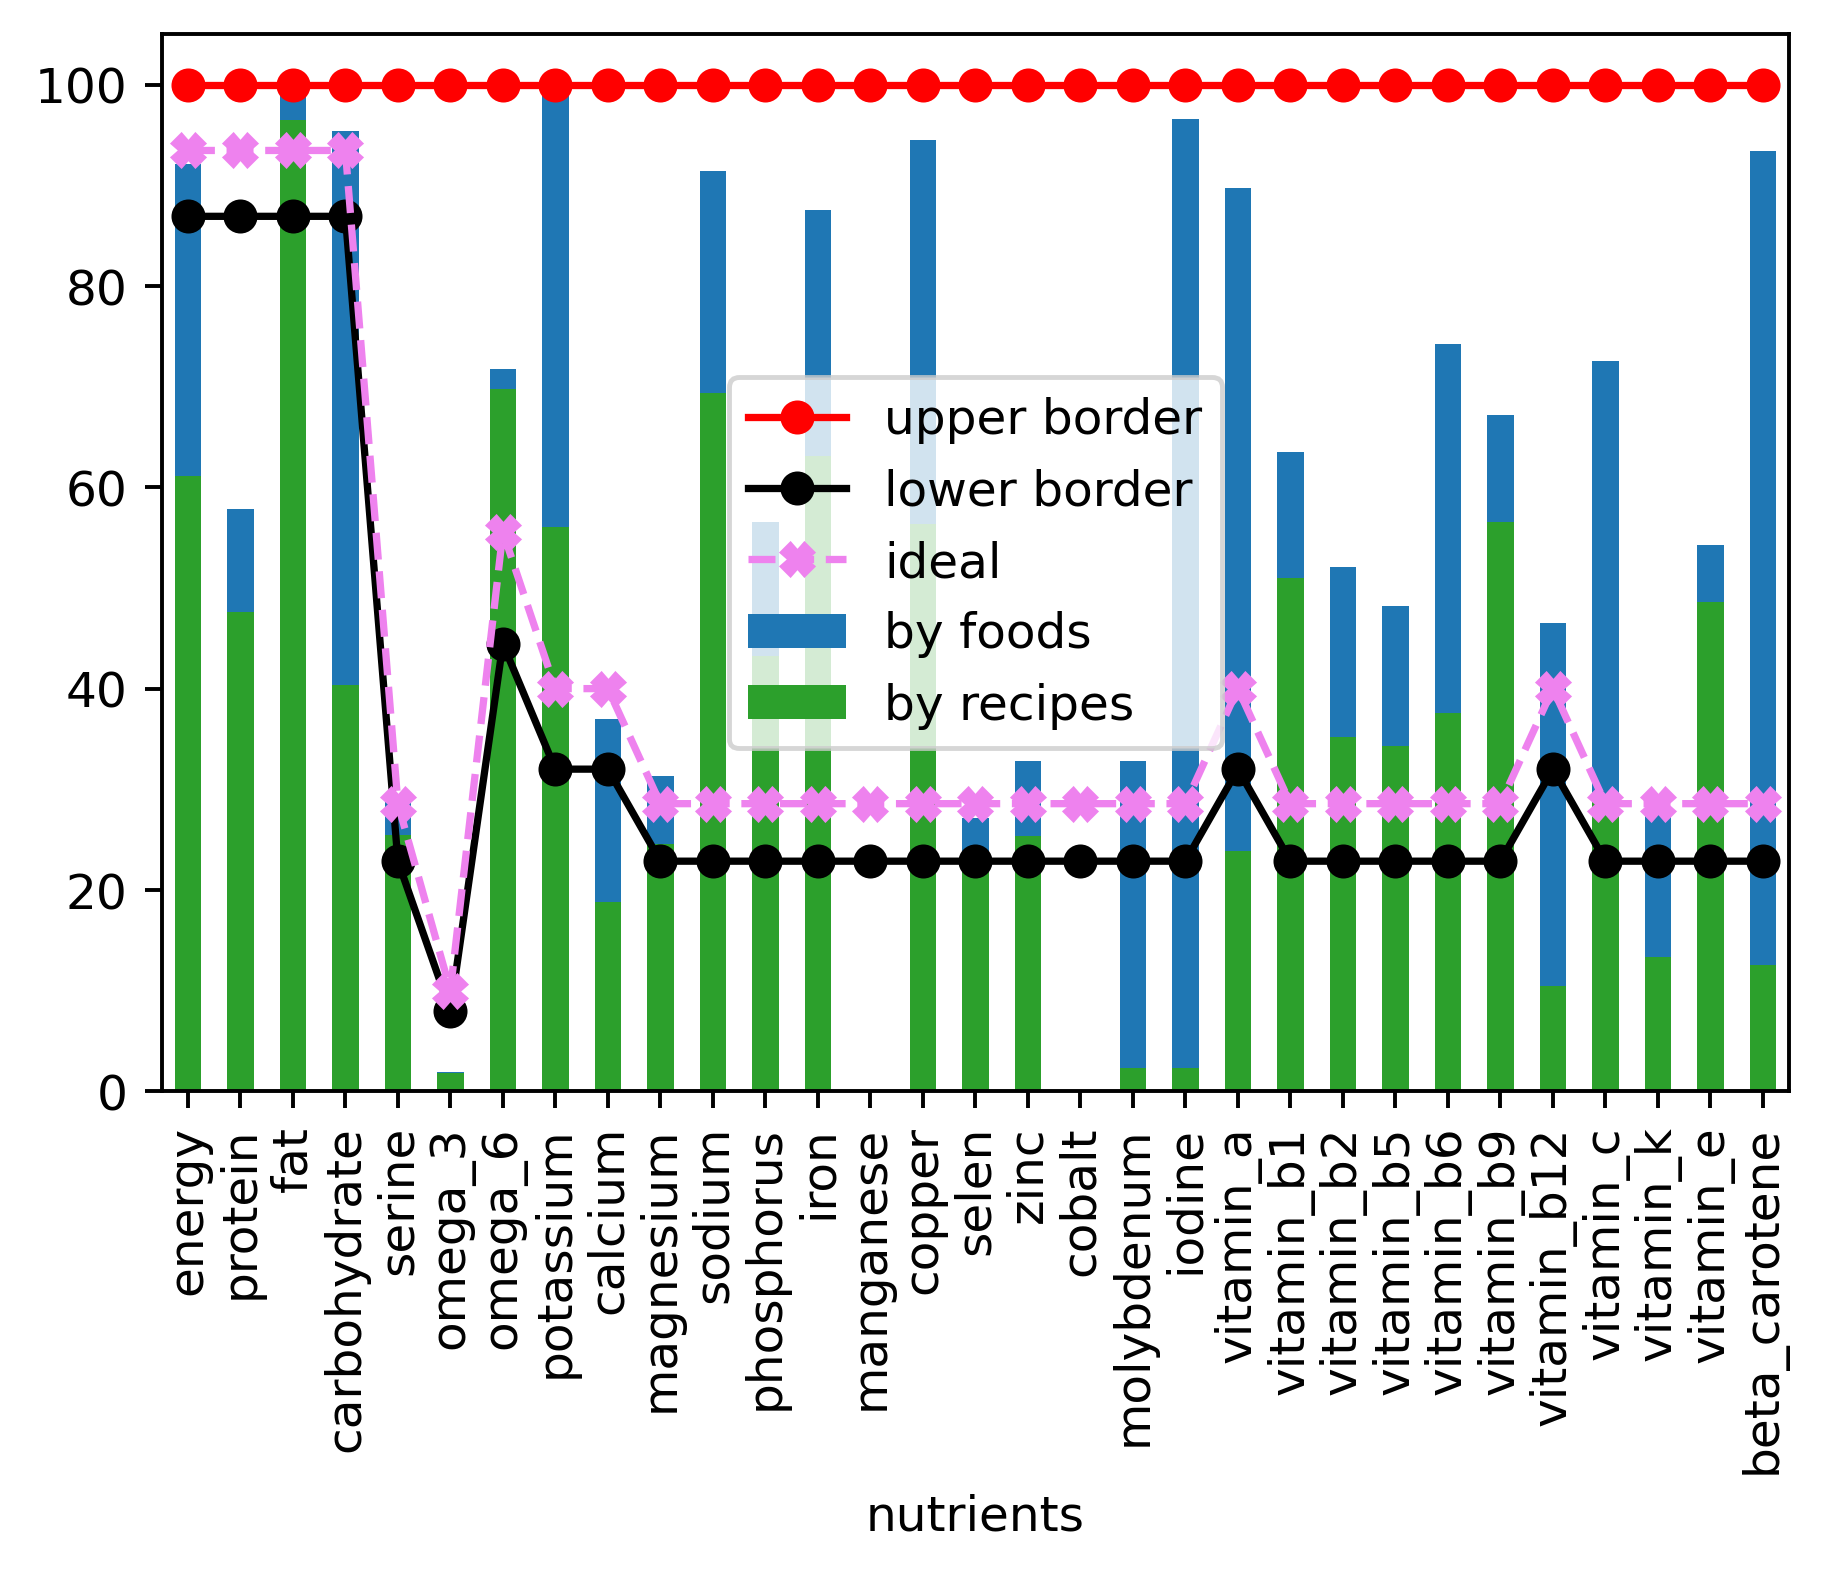 100
80
60
40
20
0
upper border
lower border
ideal
by foods
by recipes
energy
protein
fat
carbohydrate
serine
omega_3
omega_6
potassium
calcium
magnesium
sodium
phosphorus
iron
manganese
copper
selen
zinc
cobalt
molybdenum
iodine
vitamin_a
vitamin_b1
vitamin_b2
vitamin_b5
vitamin_b6
vitamin_b9
vitamin_b12
vitamin_c
vitamin_k
vitamin_e
beta_carotene
nutrients